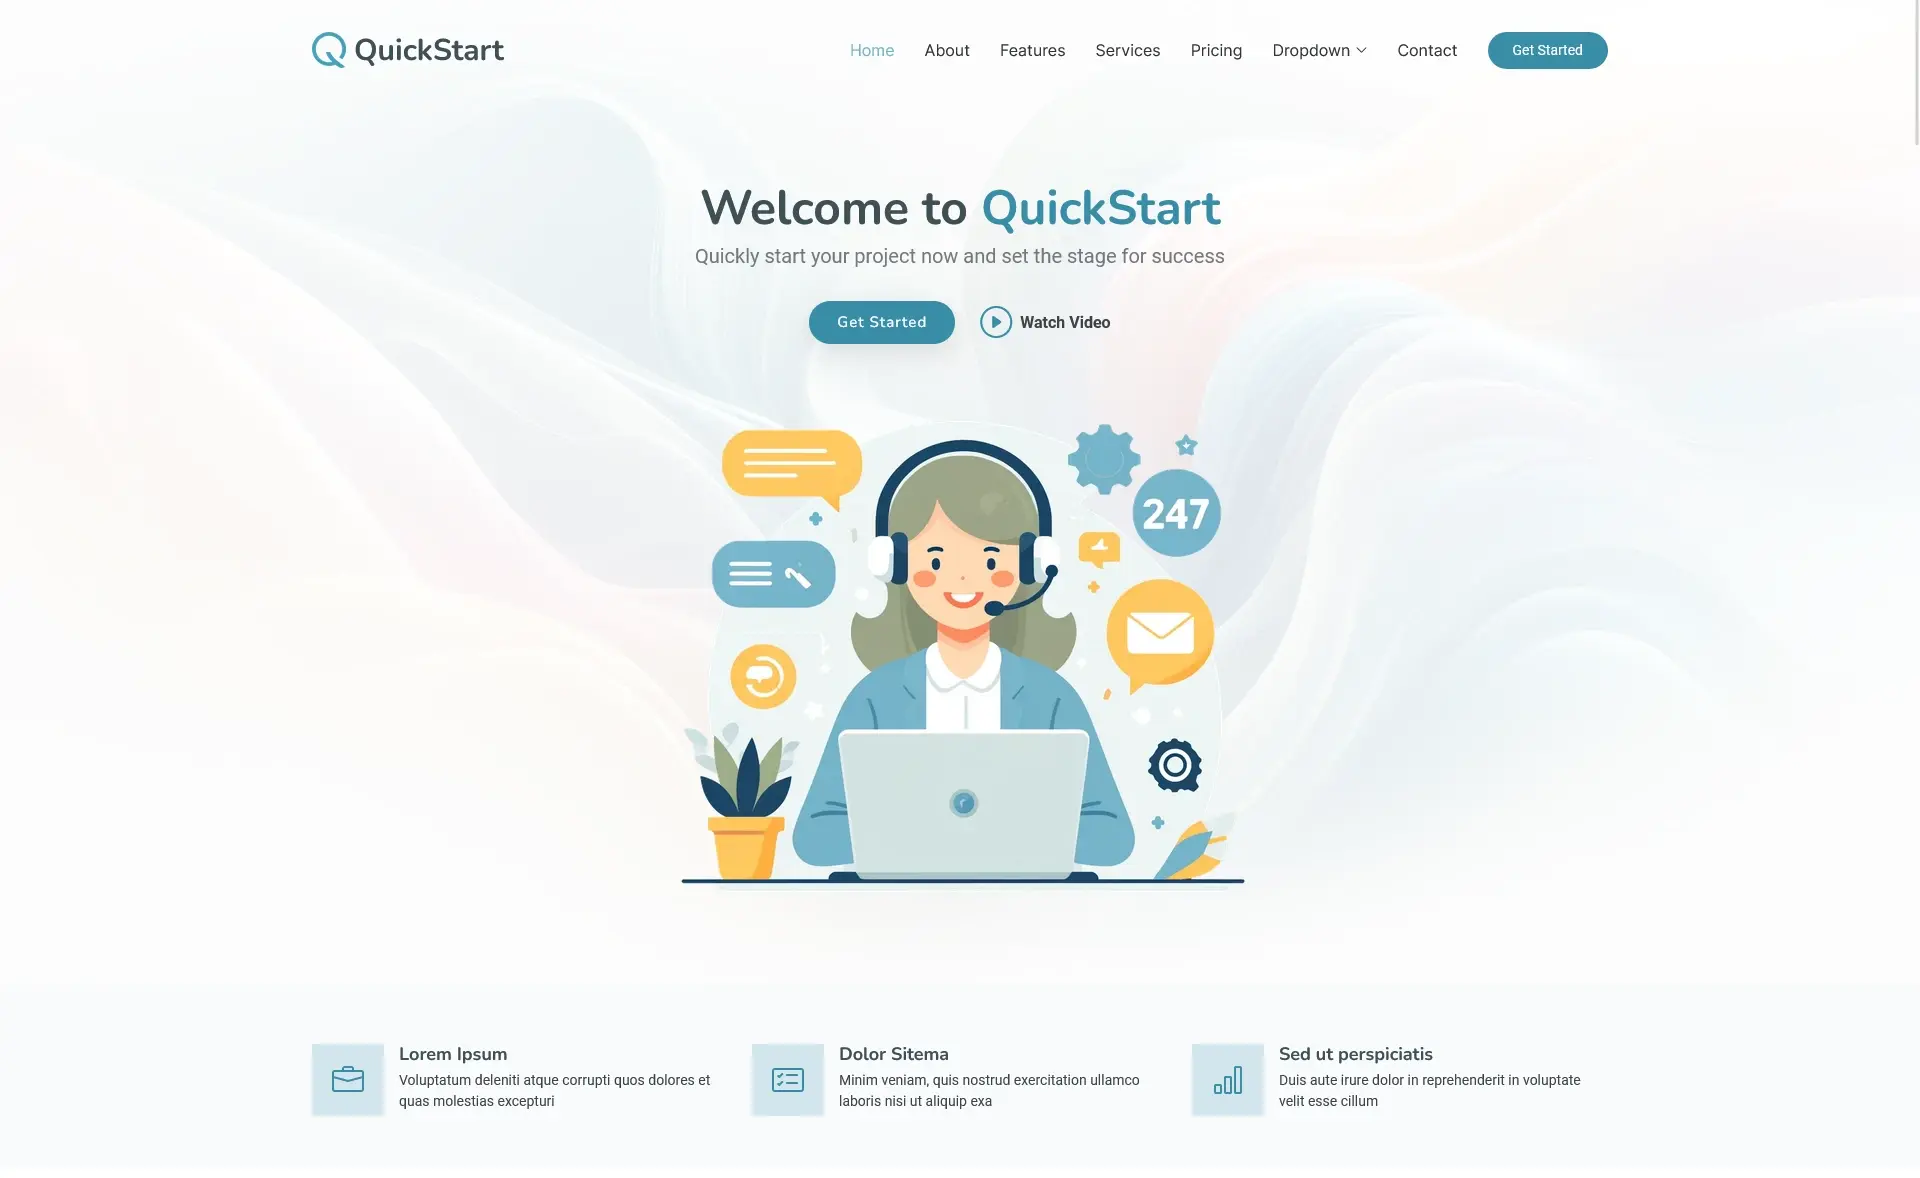 QuickStart
Home About Features Services Pricing Dropdown Contact Get Started
Welcome to QuickStart
Quickly start your project now and set the stage for success
Get Started Watch Video
247
Lorem Ipsum
Voluptatum deleniti atque corrupti quos dolores et
quas molestias excepturi
Dolor Sitema
Minim veniam, quis nostrud exercitation ullamco
laboris nisi ut aliquip exa
Sed ut perspiciatis
Duis aute irure dolor in reprehenderit in voluptate
velit esse cillum